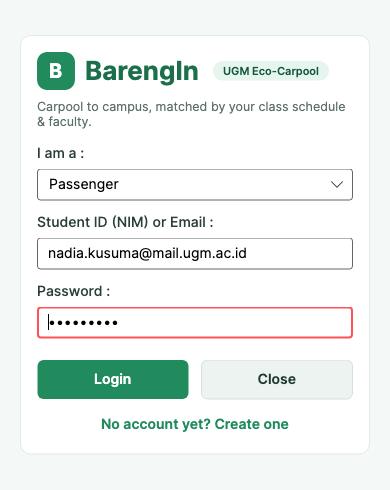 B BarengIn UGM Eco-Carpool
Carpool to campus, matched by your class schedule
& faculty.
I am a :
Passenger
Student ID (NIM) or Email :
nadia.kusuma@mail.ugm.ac.id
Password :
•••••••••
Login Close
No account yet? Create one